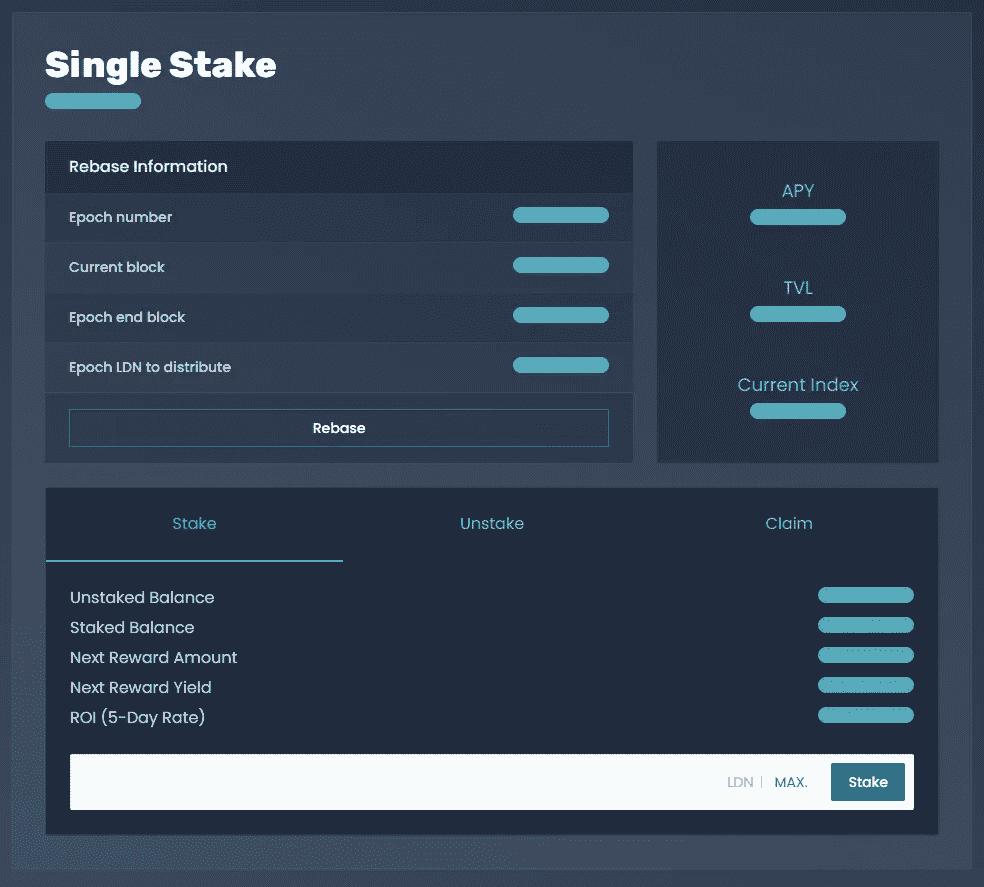 Single Stake
Rebase Information
Epoch number
Current block
Epoch end block
Epoch LDN to distribute
Rebase
APY
TVL
Current Index
Stake Unstake Claim
Unstaked Balance
Staked Balance
Next Reward Amount
Next Reward Yield
ROI (5-Day Rate)
LDN | MAX. Stake